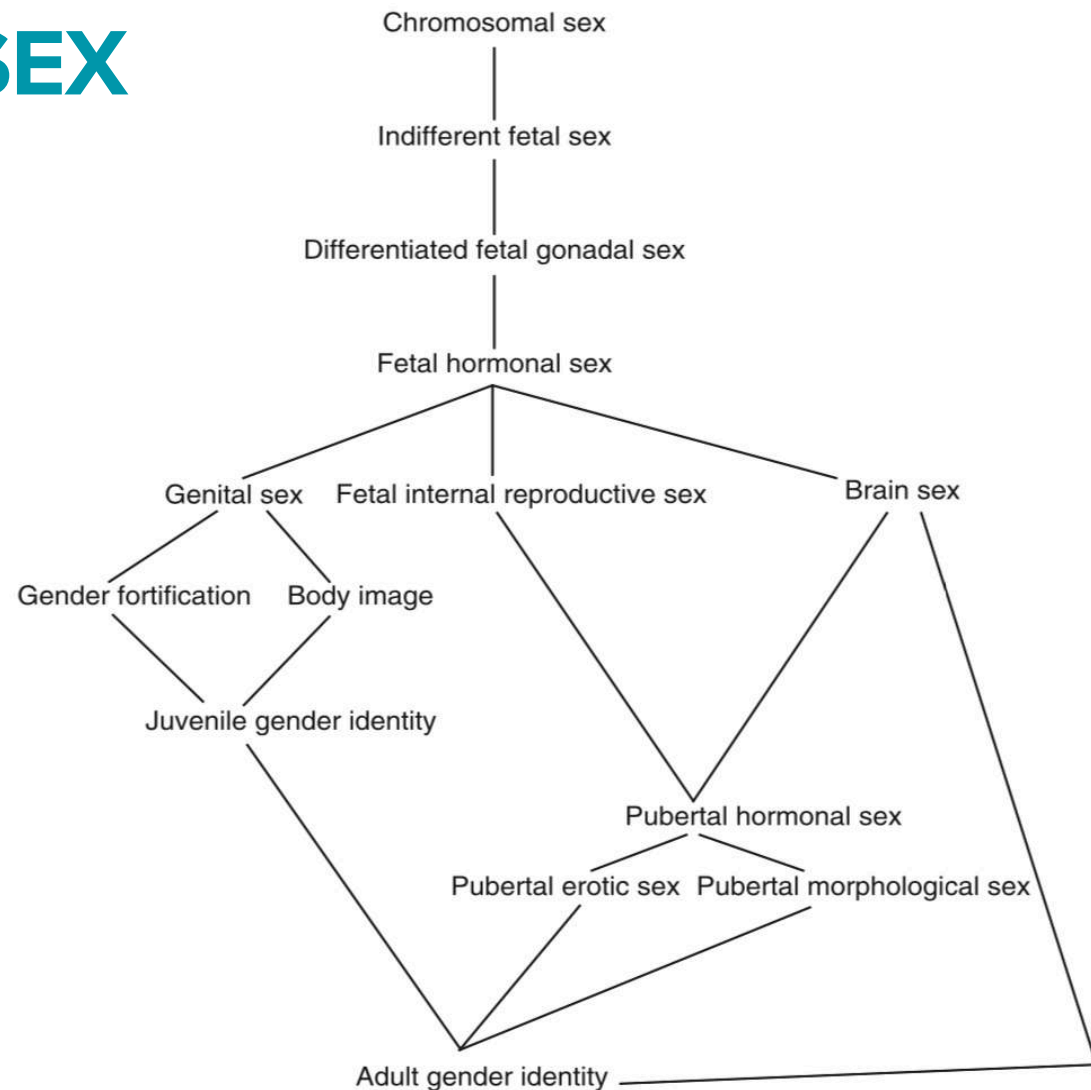 SEX
Chromosomal sex
Indifferent fetal sex
Differentiated fetal gonadal sex
Fetal hormonal sex
Genital sex
Fetal internal reproductive sex
Brain sex
Gender fortification
Body image
Juvenile gender identity
Pubertal hormonal sex
Pubertal erotic sex
Pubertal morphological sex
Adult gender identity